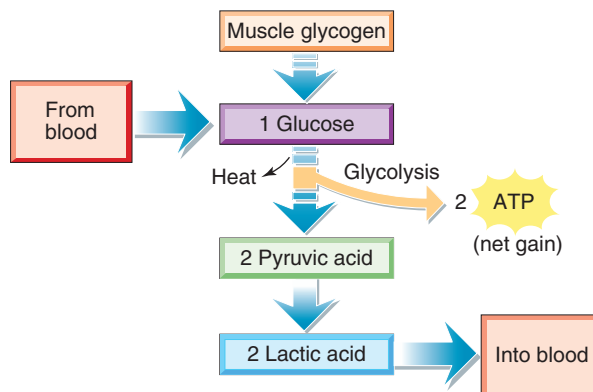 Muscle glycogen
From
blood
1 Glucose
Heat
Glycolysis
2 ATP
(net gain)
2 Pyruvic acid
2 Lactic acid
Into blood